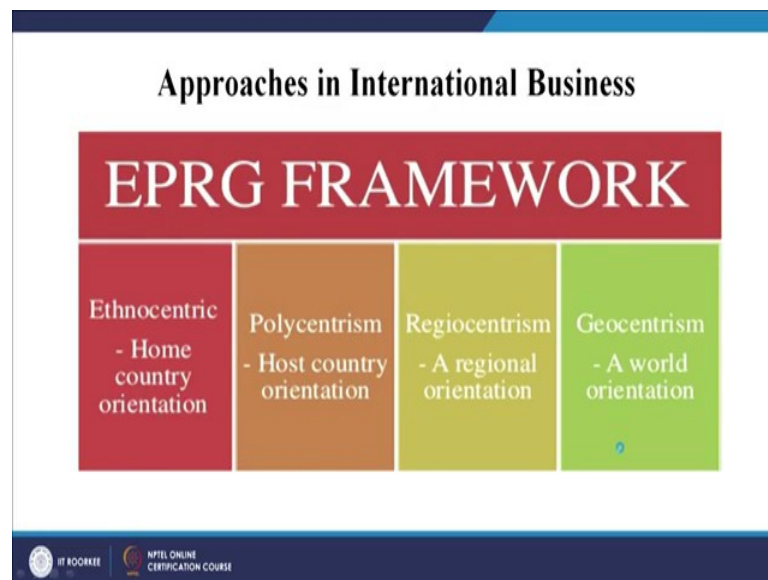 Approaches in International Business
EPRG FRAMEWORK
Ethnocentric
- Home
country
orientation
Polycentrism
- Host country
orientation
Regiocentrism
- A regional
orientation
Geocentrism
- A world
orientation
IIT ROORKEE
NPTEL ONLINE
CERTIFICATION COURSE